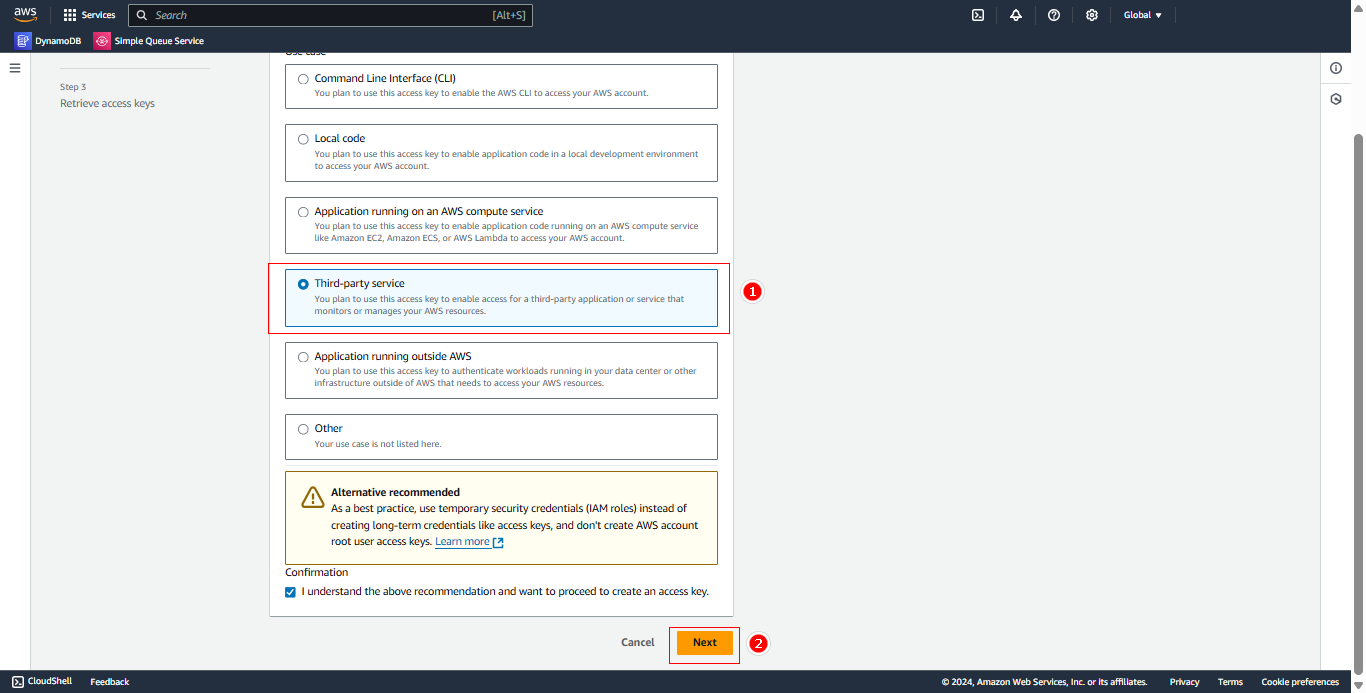 aws
Services
Search
[Alt+S]
Global
DynamoDB
Simple Queue Service
Step 3
Retrieve access keys
Use case
Command Line Interface (CLI)
You plan to use this access key to enable the AWS CLI to access your AWS account.
Local code
You plan to use this access key to enable application code in a local development environment
to access your AWS account.
Application running on an AWS compute service
You plan to use this access key to enable application code running on an AWS compute service
like Amazon EC2, Amazon ECS, or AWS Lambda to access your AWS account.
Third-party service
You plan to use this access key to enable access for a third-party application or service that
monitors or manages your AWS resources.
1
Application running outside AWS
You plan to use this access key to authenticate workloads running in your data center or other
infrastructure outside of AWS that needs to access your AWS resources.
Other
Your use case is not listed here.
Alternative recommended
As a best practice, use temporary security credentials (IAM roles) instead of
creating long-term credentials like access keys, and don't create AWS account
root user access keys. Learn more
Confirmation
I understand the above recommendation and want to proceed to create an access key.
Cancel
Next
2
CloudShell
Feedback
© 2024, Amazon Web Services, Inc. or its affiliates.
Privacy
Terms
Cookie preferences